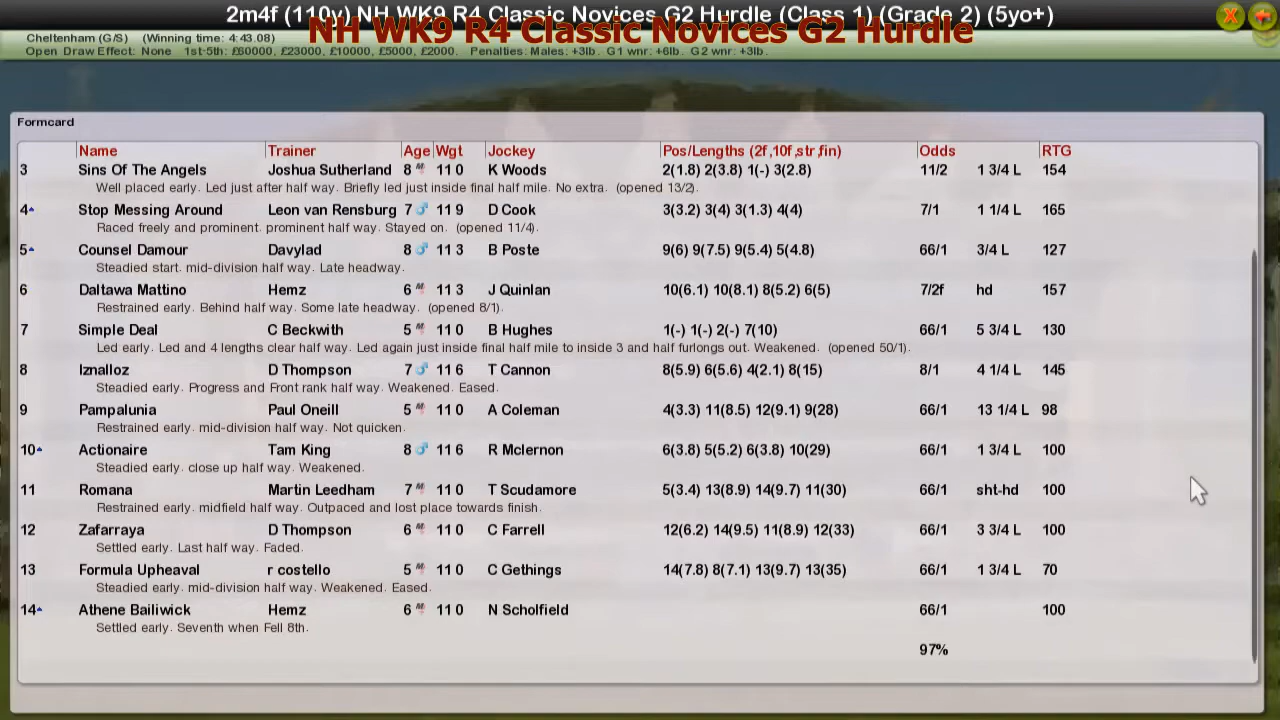 2m4f (110y) NH WK9 R4 Classic Novices G2 Hurdle (Class 1) (Grade 2) (5yo+)
NH WK9 R4 Classic Novices G2 Hurdle
Cheltenham (G/S) (Winning time: 4:43.08)
Open Draw Effect: None 1st-5th: £60000, £23000, £10000, £5000, £2000. Penalties: Males: +3lb. G1 wnr: +6lb. G2 wnr: +3lb.
Formcard
Name Trainer Age Wgt Jockey Pos/Lengths (2f,10f,str,fin) Odds RTG
3 Sins Of The Angels Joshua Sutherland 8 11 0 K Woods 2(1.8) 2(3.8) 1(-) 3(2.8) 11/2 1 3/4 L 154
Well placed early. Led just after half way. Briefly led just inside final half mile. No extra. (opened 13/2).
4 Stop Messing Around Leon van Rensburg 7 11 9 D Cook 3(3.2) 3(4) 3(1.3) 4(4) 7/1 1 1/4 L 165
Raced freely and prominent. prominent half way. Stayed on. (opened 11/4).
5 Counsel Damour Davylad 8 11 3 B Poste 9(6) 9(7.5) 9(5.4) 5(4.8) 66/1 3/4 L 127
Steadied start. mid-division half way. Late headway.
6 Daltawa Mattino Hemz 6 11 3 J Quinlan 10(6.1) 10(8.1) 8(5.2) 6(5) 7/2f hd 157
Restrained early. Behind half way. Some late headway. (opened 8/1).
7 Simple Deal C Beckwith 5 11 0 B Hughes 1(-) 1(-) 2(-) 7(10) 66/1 5 3/4 L 130
Led early. Led and 4 lengths clear half way. Led again just inside final half mile to inside 3 and half furlongs out. Weakened. (opened 50/1).
8 Iznalloz D Thompson 7 11 6 T Cannon 8(5.9) 6(5.6) 4(2.1) 8(15) 8/1 4 1/4 L 145
Steadied early. Progress and Front rank half way. Weakened. Eased.
9 Pampalunia Paul Oneill 5 11 0 A Coleman 4(3.3) 11(8.5) 12(9.1) 9(28) 66/1 13 1/4 L 98
Restrained early. mid-division half way. Not quicken.
10 Actionaire Tam King 8 11 6 R Mclernon 6(3.8) 5(5.2) 6(3.8) 10(29) 66/1 1 3/4 L 100
Steadied early. close up half way. Weakened.
11 Romana Martin Leedham 7 11 0 T Scudamore 5(3.4) 13(8.9) 14(9.7) 11(30) 66/1 sht-hd 100
Restrained early. midfield half way. Outpaced and lost place towards finish.
12 Zafarraya D Thompson 6 11 0 C Farrell 12(6.2) 14(9.5) 11(8.9) 12(33) 66/1 3 3/4 L 100
Settled early. Last half way. Faded.
13 Formula Upheaval r costello 5 11 0 C Gethings 14(7.8) 8(7.1) 13(9.7) 13(35) 66/1 1 3/4 L 70
Steadied early. mid-division half way. Weakened. Eased.
14 Athene Bailiwick Hemz 6 11 0 N Scholfield 66/1 100
Settled early. Seventh when Fell 8th.
97%